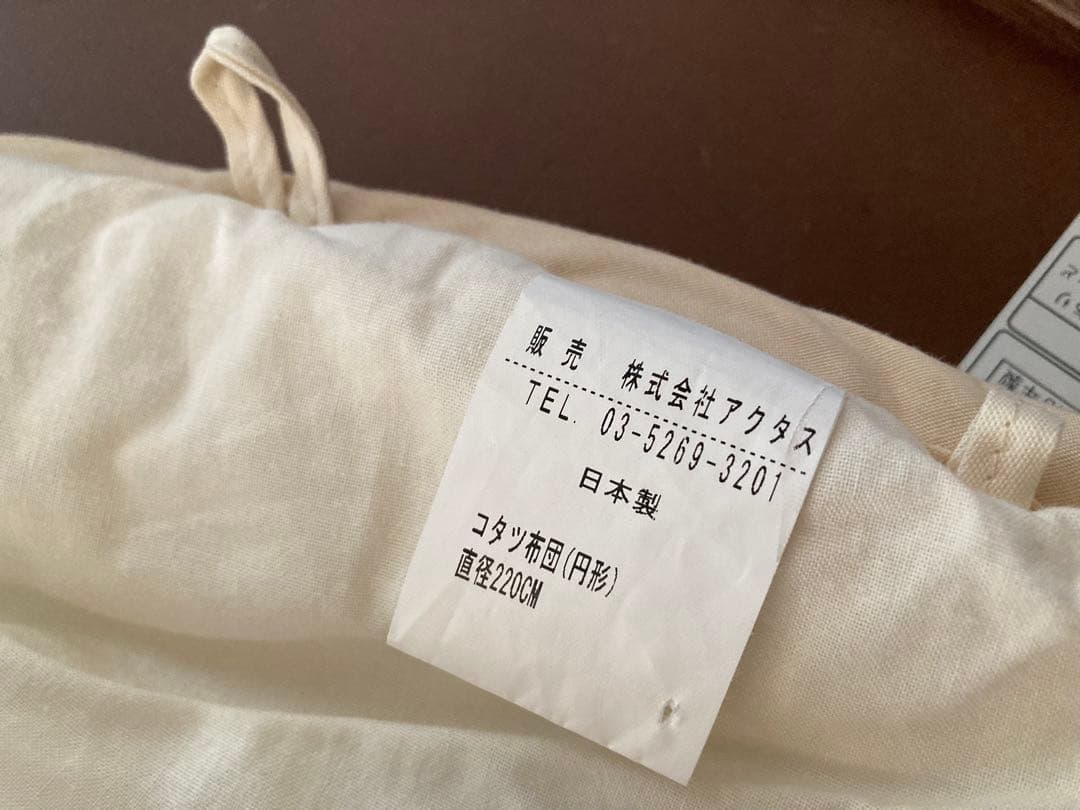 販売 株式会社アクタス
TEL. 03-5269-3201
日本製
コタツ布団(円形)
直径220CM